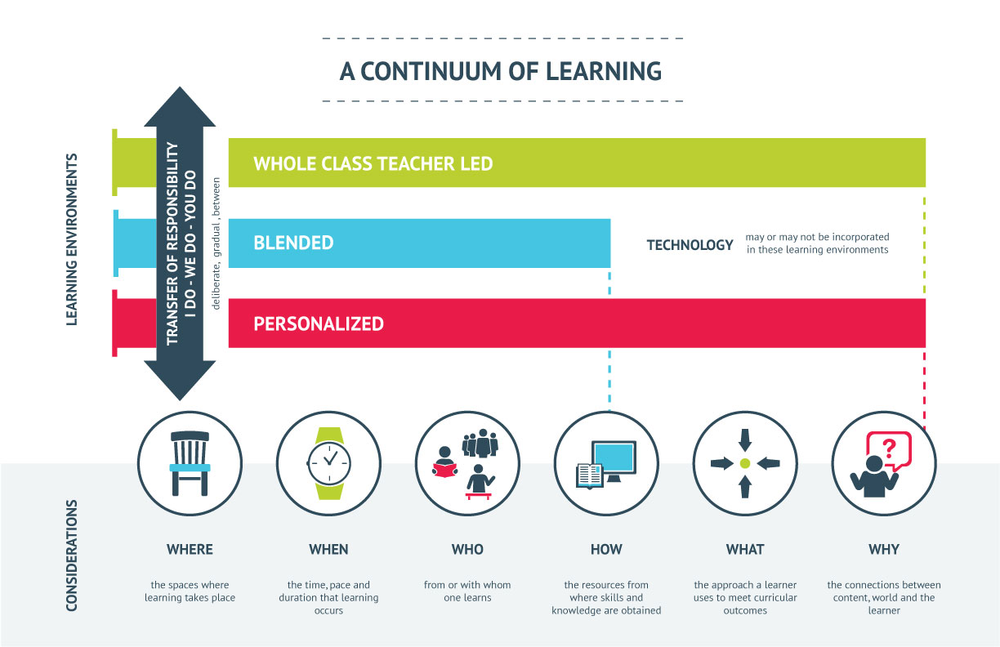 A CONTINUUM OF LEARNING
LEARNING ENVIRONMENTS
TRANSFER OF RESPONSIBILITY
I DO - WE DO - YOU DO
deliberate, gradual , between
WHOLE CLASS TEACHER LED
BLENDED
TECHNOLOGY
may or may not be incorporated
in these learning environments
PERSONALIZED
?
CONSIDERATIONS
WHERE
the spaces where
learning takes place
WHEN
the time, pace and
duration that learning
occurs
WHO
from or with whom
one learns
HOW
the resources from
where skills and
knowledge are obtained
WHAT
the approach a learner
uses to meet curricular
outcomes
WHY
the connections between
content, world and the
learner